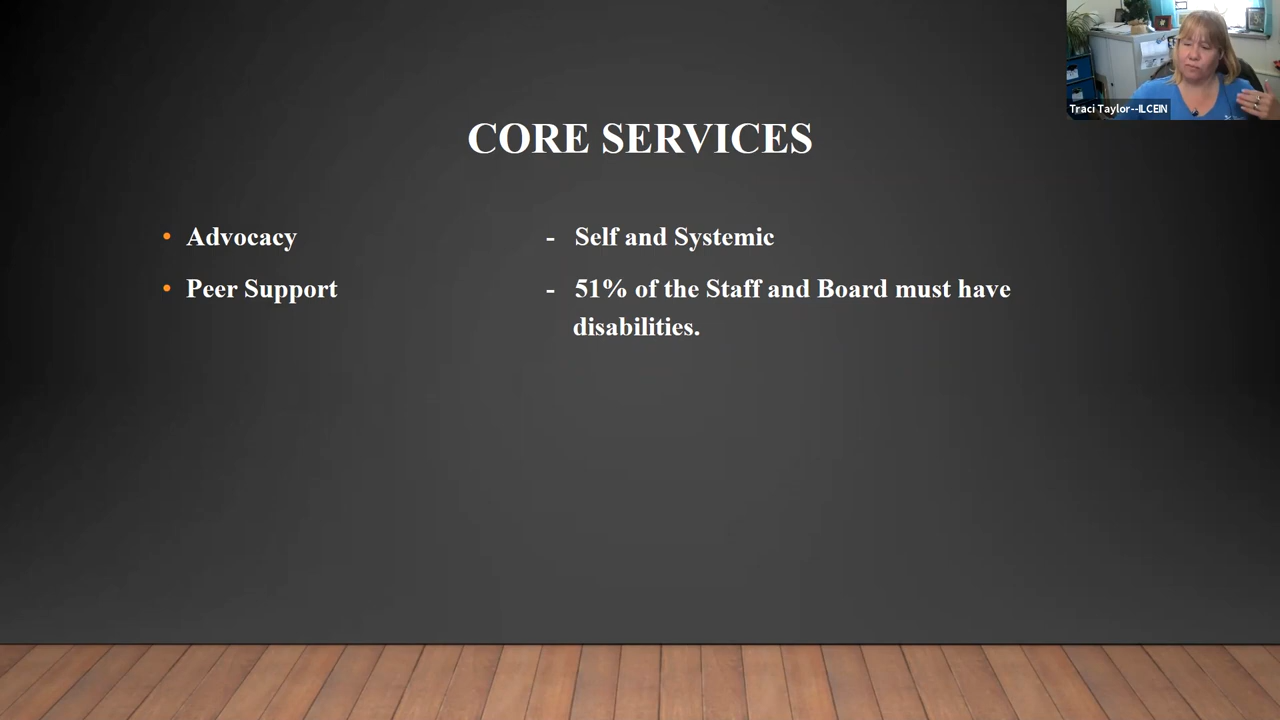 Traci Taylor--ILCEIN
CORE SERVICES
• Advocacy - Self and Systemic
• Peer Support - 51% of the Staff and Board must have
disabilities.